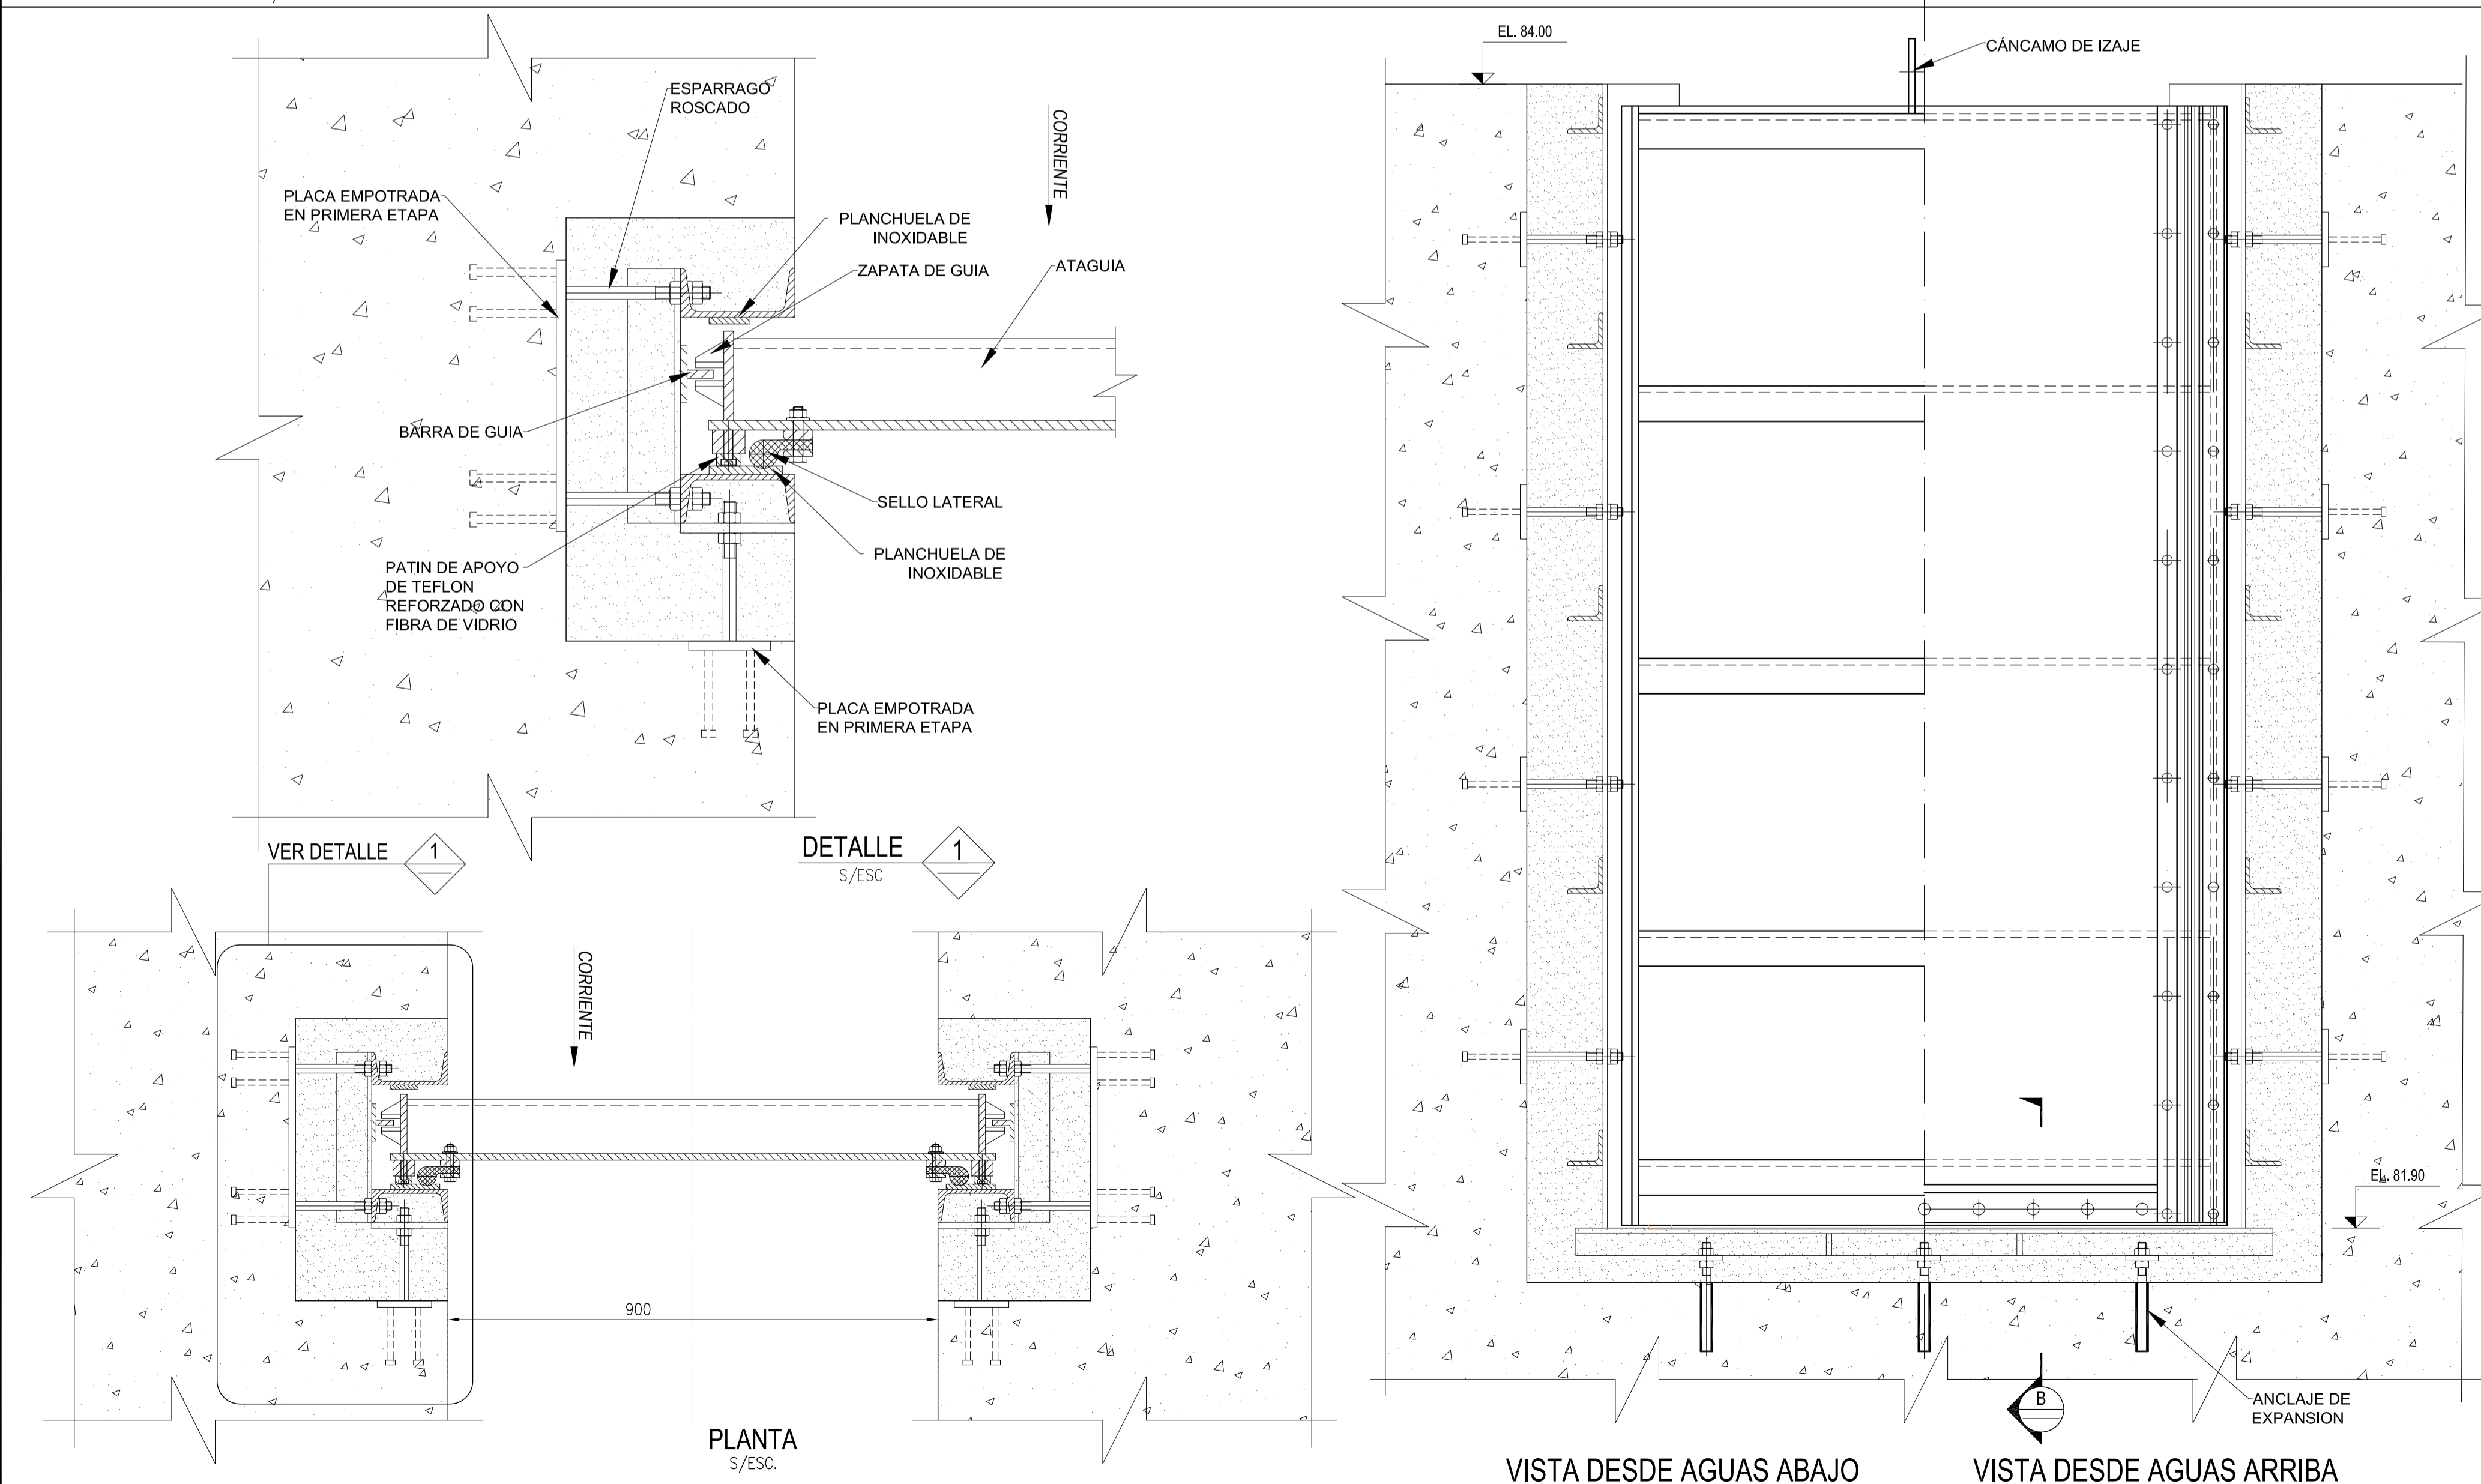 ESPARRAGO
ROSCADO
CORRIENTE
PLACA EMPOTRADA
EN PRIMERA ETAPA
PLANCHUELA DE
INOXIDABLE
ZAPATA DE GUIA
ATAGUIA
BARRA DE GUIA
SELLO LATERAL
PLANCHUELA DE
INOXIDABLE
PATIN DE APOYO
DE TEFLON
REFORZADO CON
FIBRA DE VIDRIO
PLACA EMPOTRADA
EN PRIMERA ETAPA
VER DETALLE 1
DETALLE 1
S/ESC
CORRIENTE
900
PLANTA
S/ESC.
EL. 84.00
CÁNCAMO DE IZAJE
EL. 81.90
B
ANCLAJE DE
EXPANSION
VISTA DESDE AGUAS ABAJO
VISTA DESDE AGUAS ARRIBA